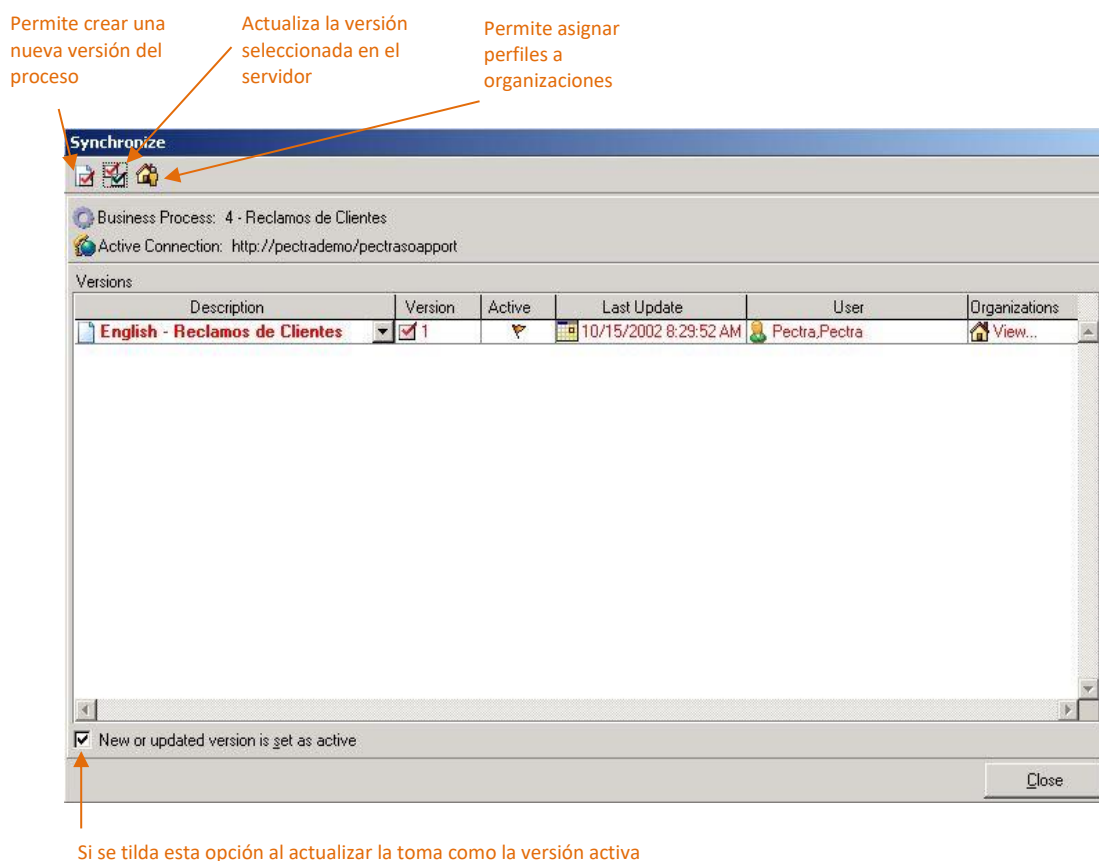 Permite crear una
nueva versión del
proceso
Actualiza la versión
seleccionada en el
servidor
Permite asignar
perfiles a
organizaciones
Synchronize
Business Process: 4 - Reclamos de Clientes
Active Connection: http://pectrademo/pectrasoapport
Versions
Description Version Active Last Update User Organizations
English - Reclamos de Clientes 1 10/15/2002 8:29:52 AM Pectra,Pectra View...
New or updated version is set as active
Close
Si se tilda esta opción al actualizar la toma como la versión activa